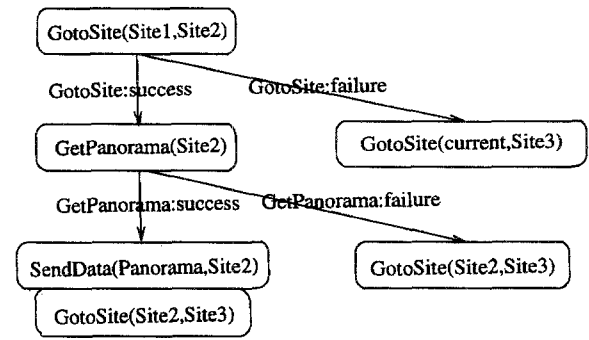 GotoSite(Site1,Site2)
GotoSite:success
GotoSite:failure
GetPanorama(Site2)
GotoSite(current,Site3)
GetPanorama:success
GetPanorama:failure
SendData(Panorama,Site2)
GotoSite(Site2,Site3)
GotoSite(Site2,Site3)